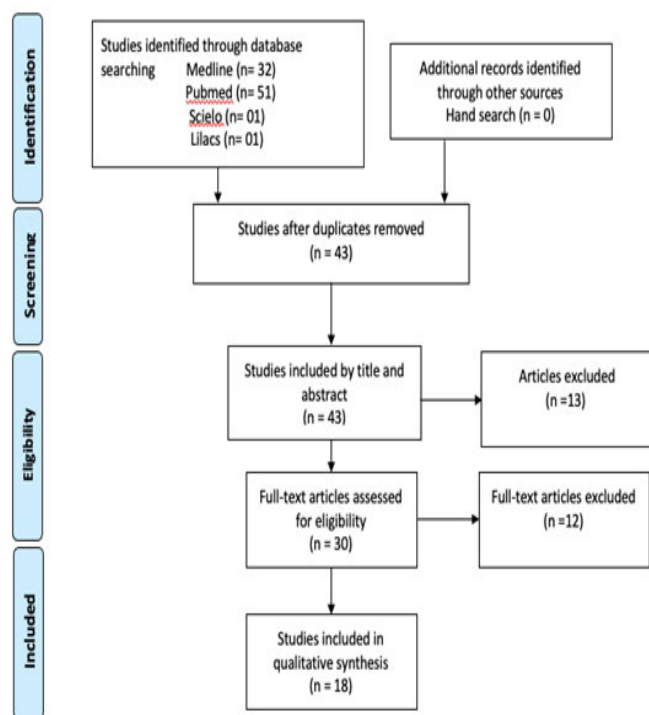 Identification
Studies identified through database
searching Medline (n= 32)
Pubmed (n= 51)
Scielo (n= 01)
Lilacs (n= 01)
Additional records identified
through other sources
Hand search (n = 0)
Screening
Studies after duplicates removed
(n = 43)
Eligibility
Studies included by title and
abstract
(n = 43)
Articles excluded
(n =13)
Full-text articles assessed
for eligibility
(n = 30)
Full-text articles excluded
(n =12)
Included
Studies included in
qualitative synthesis
(n = 18)